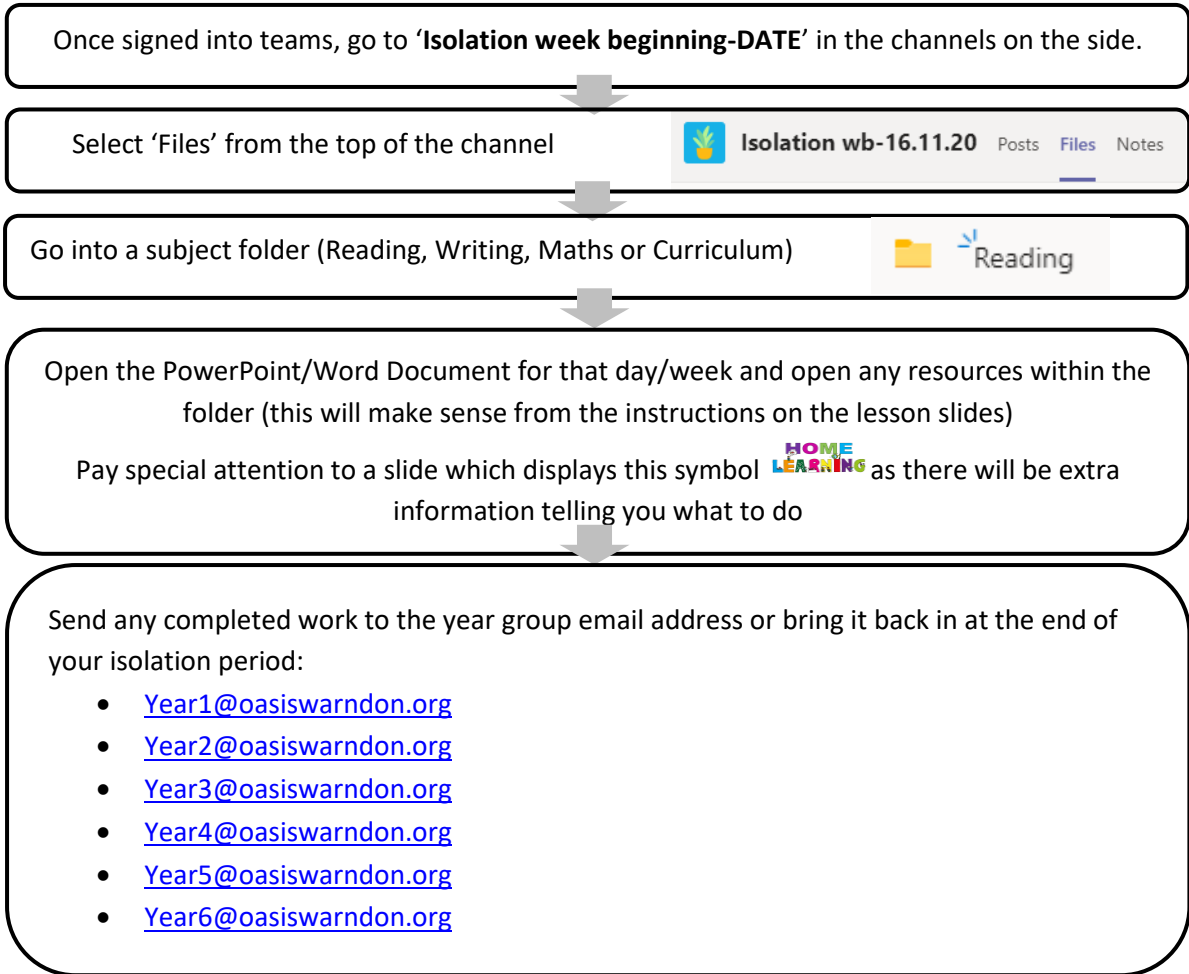 Once signed into teams, go to ‘Isolation week beginning-DATE’ in the channels on the side.
Select ‘Files’ from the top of the channel
Isolation wb-16.11.20 Posts Files Notes
Go into a subject folder (Reading, Writing, Maths or Curriculum)
Reading
Open the PowerPoint/Word Document for that day/week and open any resources within the
folder (this will make sense from the instructions on the lesson slides)
Pay special attention to a slide which displays this symbol HOME LEARNING as there will be extra
information telling you what to do
Send any completed work to the year group email address or bring it back in at the end of
your isolation period:
• Year1@oasiswarndon.org
• Year2@oasiswarndon.org
• Year3@oasiswarndon.org
• Year4@oasiswarndon.org
• Year5@oasiswarndon.org
• Year6@oasiswarndon.org